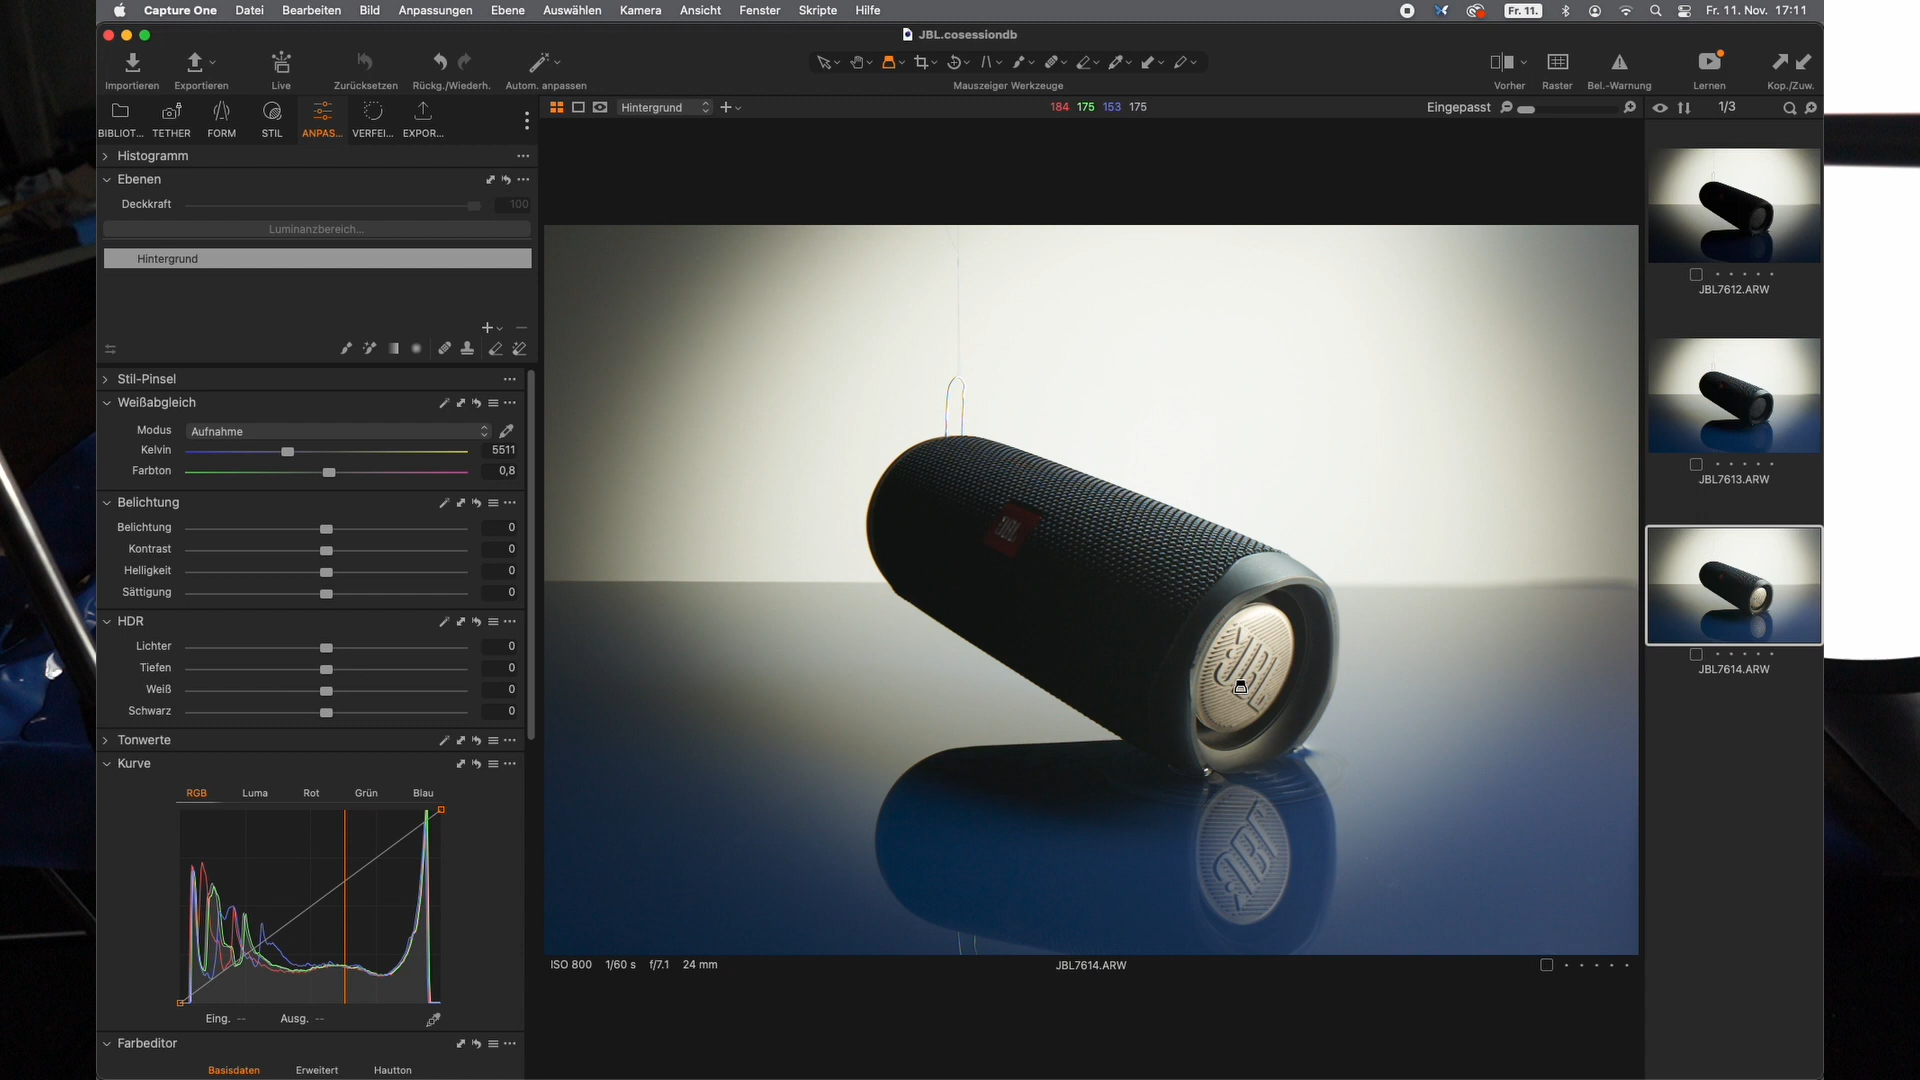 Capture One Datei Bearbeiten Bild Anpassungen Ebene Auswählen Kamera Ansicht Fenster Skripte Hilfe Fr. 11. Fr. 11. Nov. 17:11
JBL.cosessiondb
Importieren Exportieren Live Zurücksetzen Rückg./Wiederh. Autom. anpassen Mauszeiger Werkzeuge Vorher Raster Bel.-Warnung Lernen Kop./Zuw.
BIBLIOT... TETHER FORM STIL ANPAS... VERFEI... EXPOR...
Hintergrund 184 175 153 175 Eingepasst 1/3
Histogramm
Ebenen
Deckkraft 100
Luminanzbereich...
Hintergrund
Stil-Pinsel
Weißabgleich
Modus Aufnahme
Kelvin 5511
Farbton 0,8
Belichtung
Belichtung 0
Kontrast 0
Helligkeit 0
Sättigung 0
HDR
Lichter 0
Tiefen 0
Weiß 0
Schwarz 0
Tonwerte
Kurve
RGB Luma Rot Grün Blau
Eing. -- Ausg. --
Farbeditor
Basisdaten Erweitert Hautton
JBL
JBL
JBL
ISO 800 1/60 s f/7.1 24 mm JBL7614.ARW
JBL7612.ARW
JBL7613.ARW
JBL7614.ARW